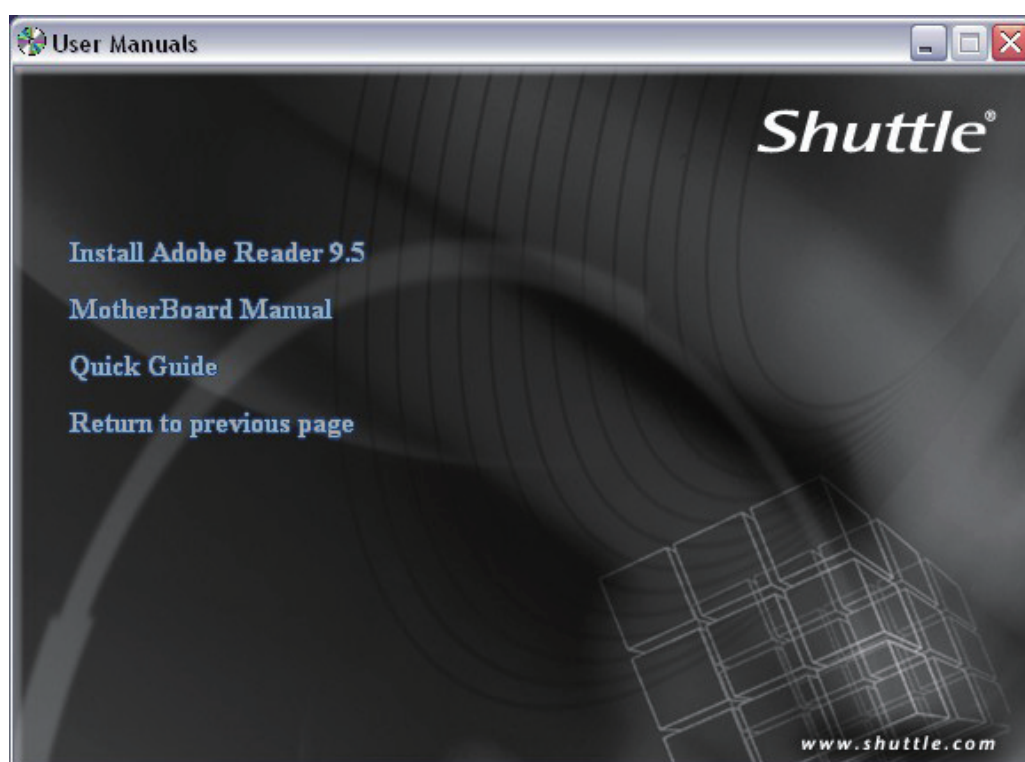 User Manuals
Shuttle®
Install Adobe Reader 9.5
MotherBoard Manual
Quick Guide
Return to previous page
www.shuttle.com